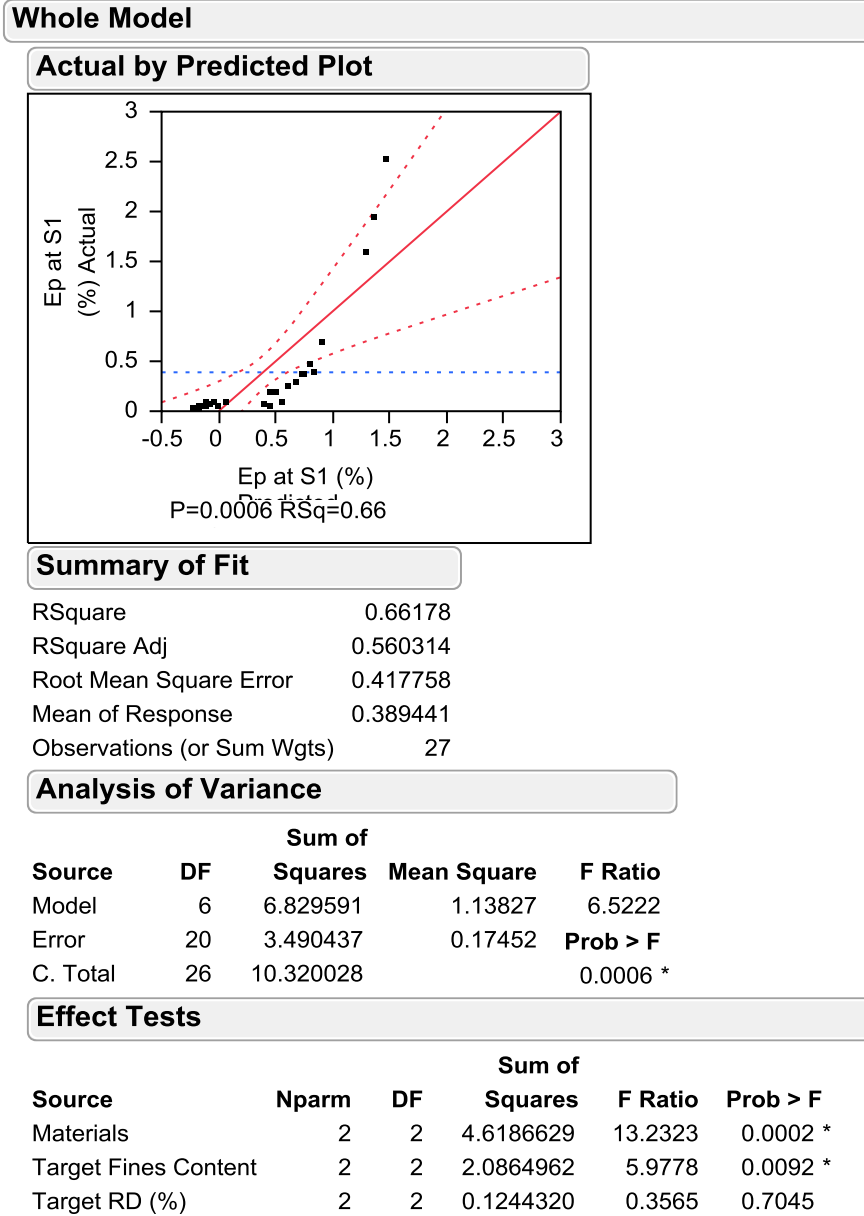 Whole Model
Actual by Predicted Plot
3
2.5
2
1.5
1
0.5
0
Ep at S1
(%) Actual
-0.5 0 0.5 1 1.5 2 2.5 3
Ep at S1 (%)
Predicted
P=0.0006 RSq=0.66
Summary of Fit
RSquare 0.66178
RSquare Adj 0.560314
Root Mean Square Error 0.417758
Mean of Response 0.389441
Observations (or Sum Wgts) 27
Analysis of Variance
Sum of
Source DF Squares Mean Square F Ratio
Model 6 6.829591 1.13827 6.5222
Error 20 3.490437 0.17452 Prob > F
C. Total 26 10.320028 0.0006 *
Effect Tests
Sum of
Source Nparm DF Squares F Ratio Prob > F
Materials 2 2 4.6186629 13.2323 0.0002 *
Target Fines Content 2 2 2.0864962 5.9778 0.0092 *
Target RD (%) 2 2 0.1244320 0.3565 0.7045